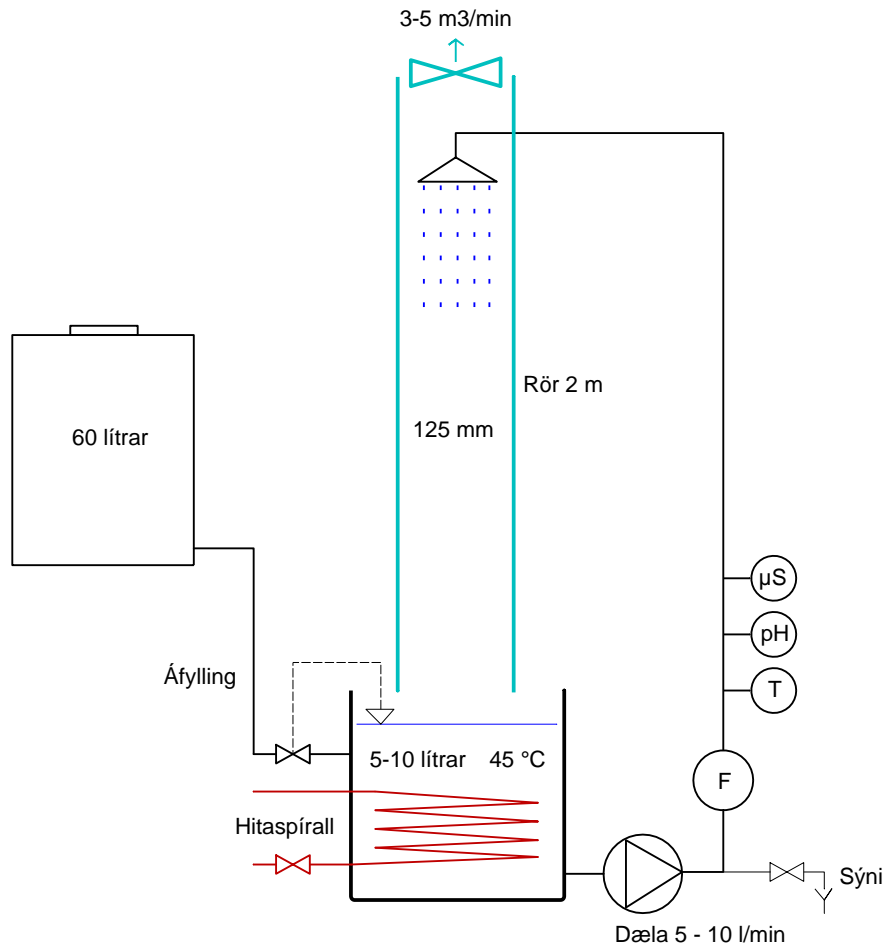 3-5 m3/min
Rör 2 m
125 mm
60 lítrar
µS
pH
T
Áfylling
5-10 lítrar 45 °C
F
Hitaspírall
Sýni
Dæla 5 - 10 l/min